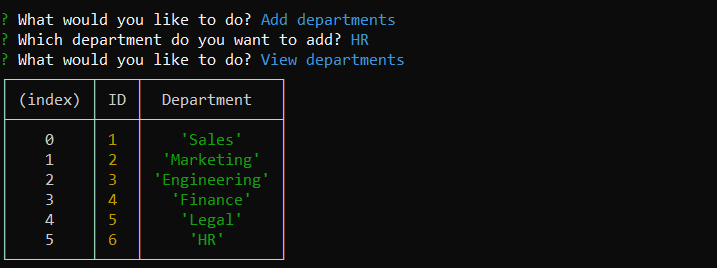 ? What would you like to do? Add departments
? Which department do you want to add? HR
? What would you like to do? View departments
(index) ID Department
0 1 'Sales'
1 2 'Marketing'
2 3 'Engineering'
3 4 'Finance'
4 5 'Legal'
5 6 'HR'